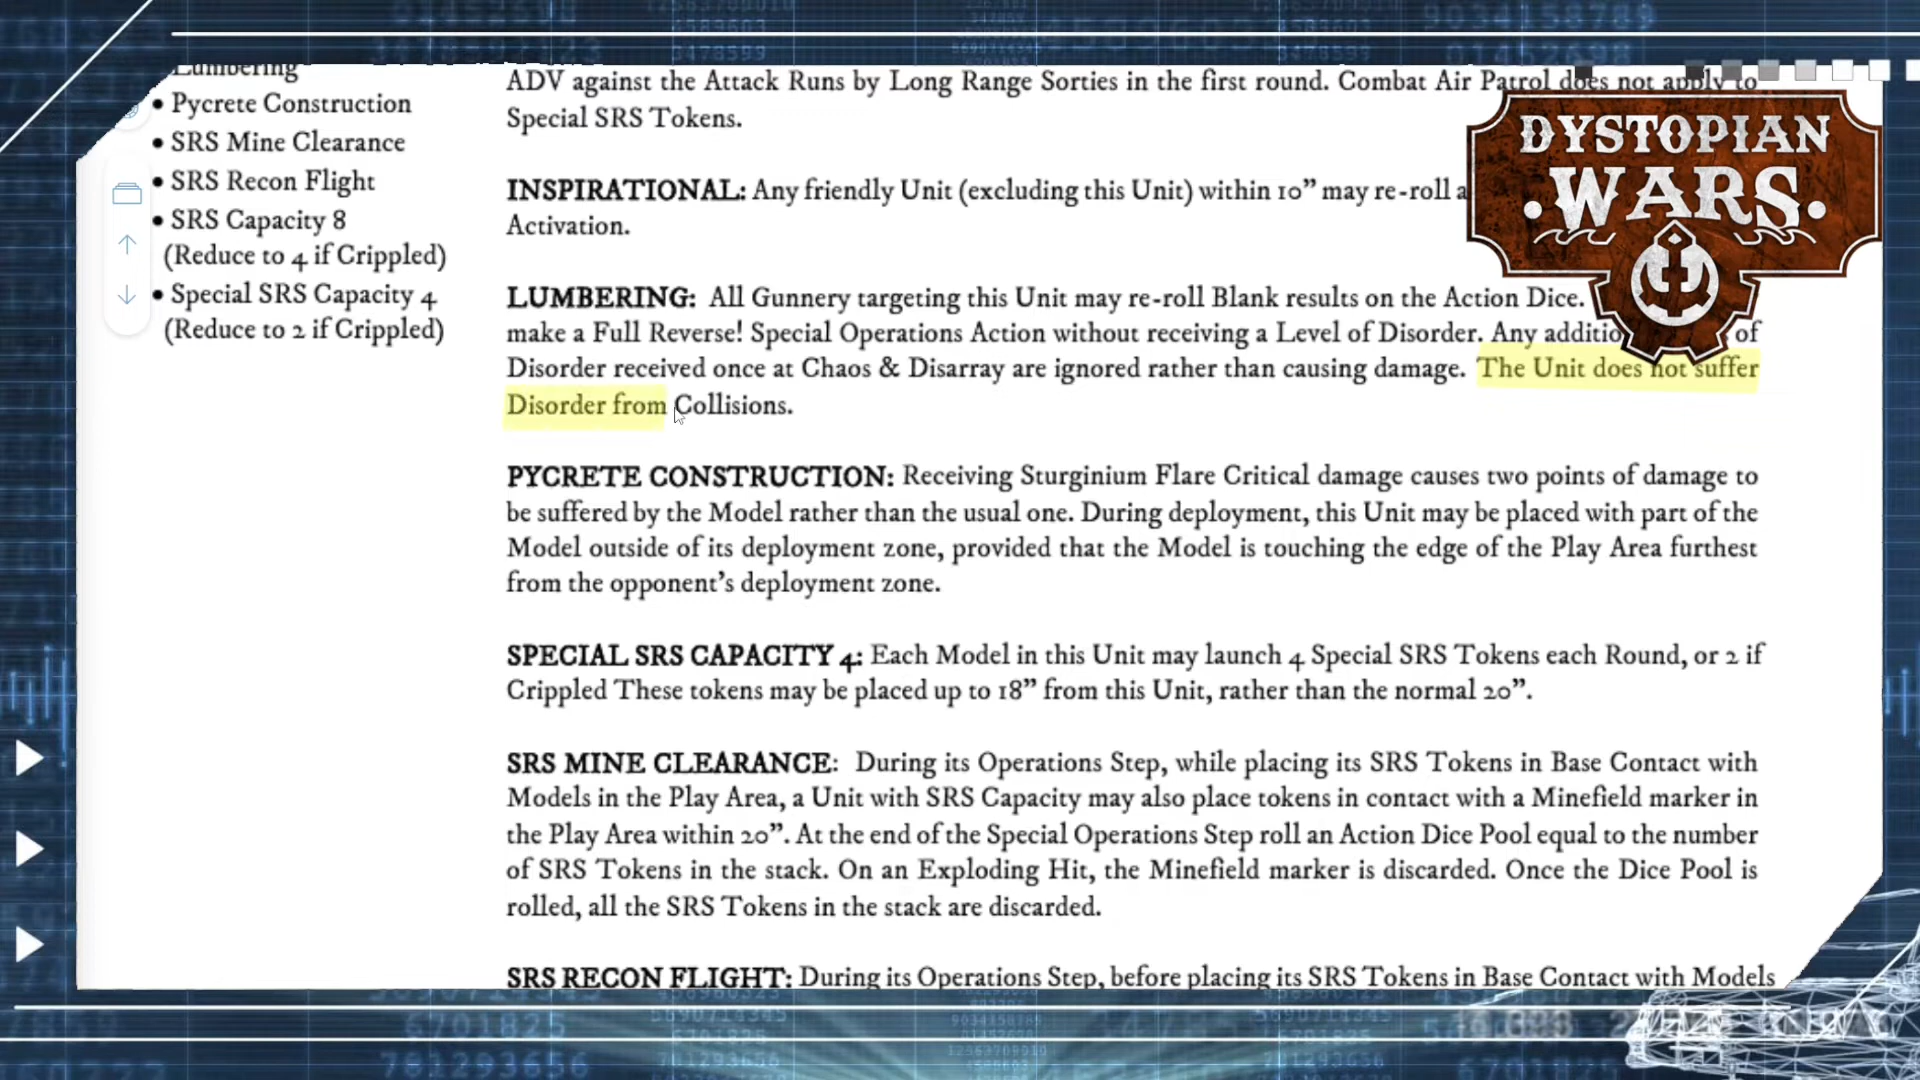 Lumbering
• Pycrete Construction
• SRS Mine Clearance
• SRS Recon Flight
• SRS Capacity 8
(Reduce to 4 if Crippled)
• Special SRS Capacity 4
(Reduce to 2 if Crippled)
ADV against the Attack Runs by Long Range Sorties in the first round. Combat Air Patrol does not apply to
Special SRS Tokens.
INSPIRATIONAL: Any friendly Unit (excluding this Unit) within 10” may re-roll a
Activation.
LUMBERING: All Gunnery targeting this Unit may re-roll Blank results on the Action Dice.
make a Full Reverse! Special Operations Action without receiving a Level of Disorder. Any of
Disorder received once at Chaos & Disarray are ignored rather than causing damage. The Unit does not suffer
Disorder from Collisions.
PYCRETE CONSTRUCTION: Receiving Sturginium Flare Critical damage causes two points of damage to
be suffered by the Model rather than the usual one. During deployment, this Unit may be placed with part of the
Model outside of its deployment zone, provided that the Model is touching the edge of the Play Area furthest
from the opponent’s deployment zone.
SPECIAL SRS CAPACITY 4: Each Model in this Unit may launch 4 Special SRS Tokens each Round, or 2 if
Crippled These tokens may be placed up to 18” from this Unit, rather than the normal 20”.
SRS MINE CLEARANCE: During its Operations Step, while placing its SRS Tokens in Base Contact with
Models in the Play Area, a Unit with SRS Capacity may also place tokens in contact with a Minefield marker in
the Play Area within 20”. At the end of the Special Operations Step roll an Action Dice Pool equal to the number
of SRS Tokens in the stack. On an Exploding Hit, the Minefield marker is discarded. Once the Dice Pool is
rolled, all the SRS Tokens in the stack are discarded.
SRS RECON FLIGHT: During its Operations Step, before placing its SRS Tokens in Base Contact with Models
DYSTOPIAN
WARS
6701825
781293656